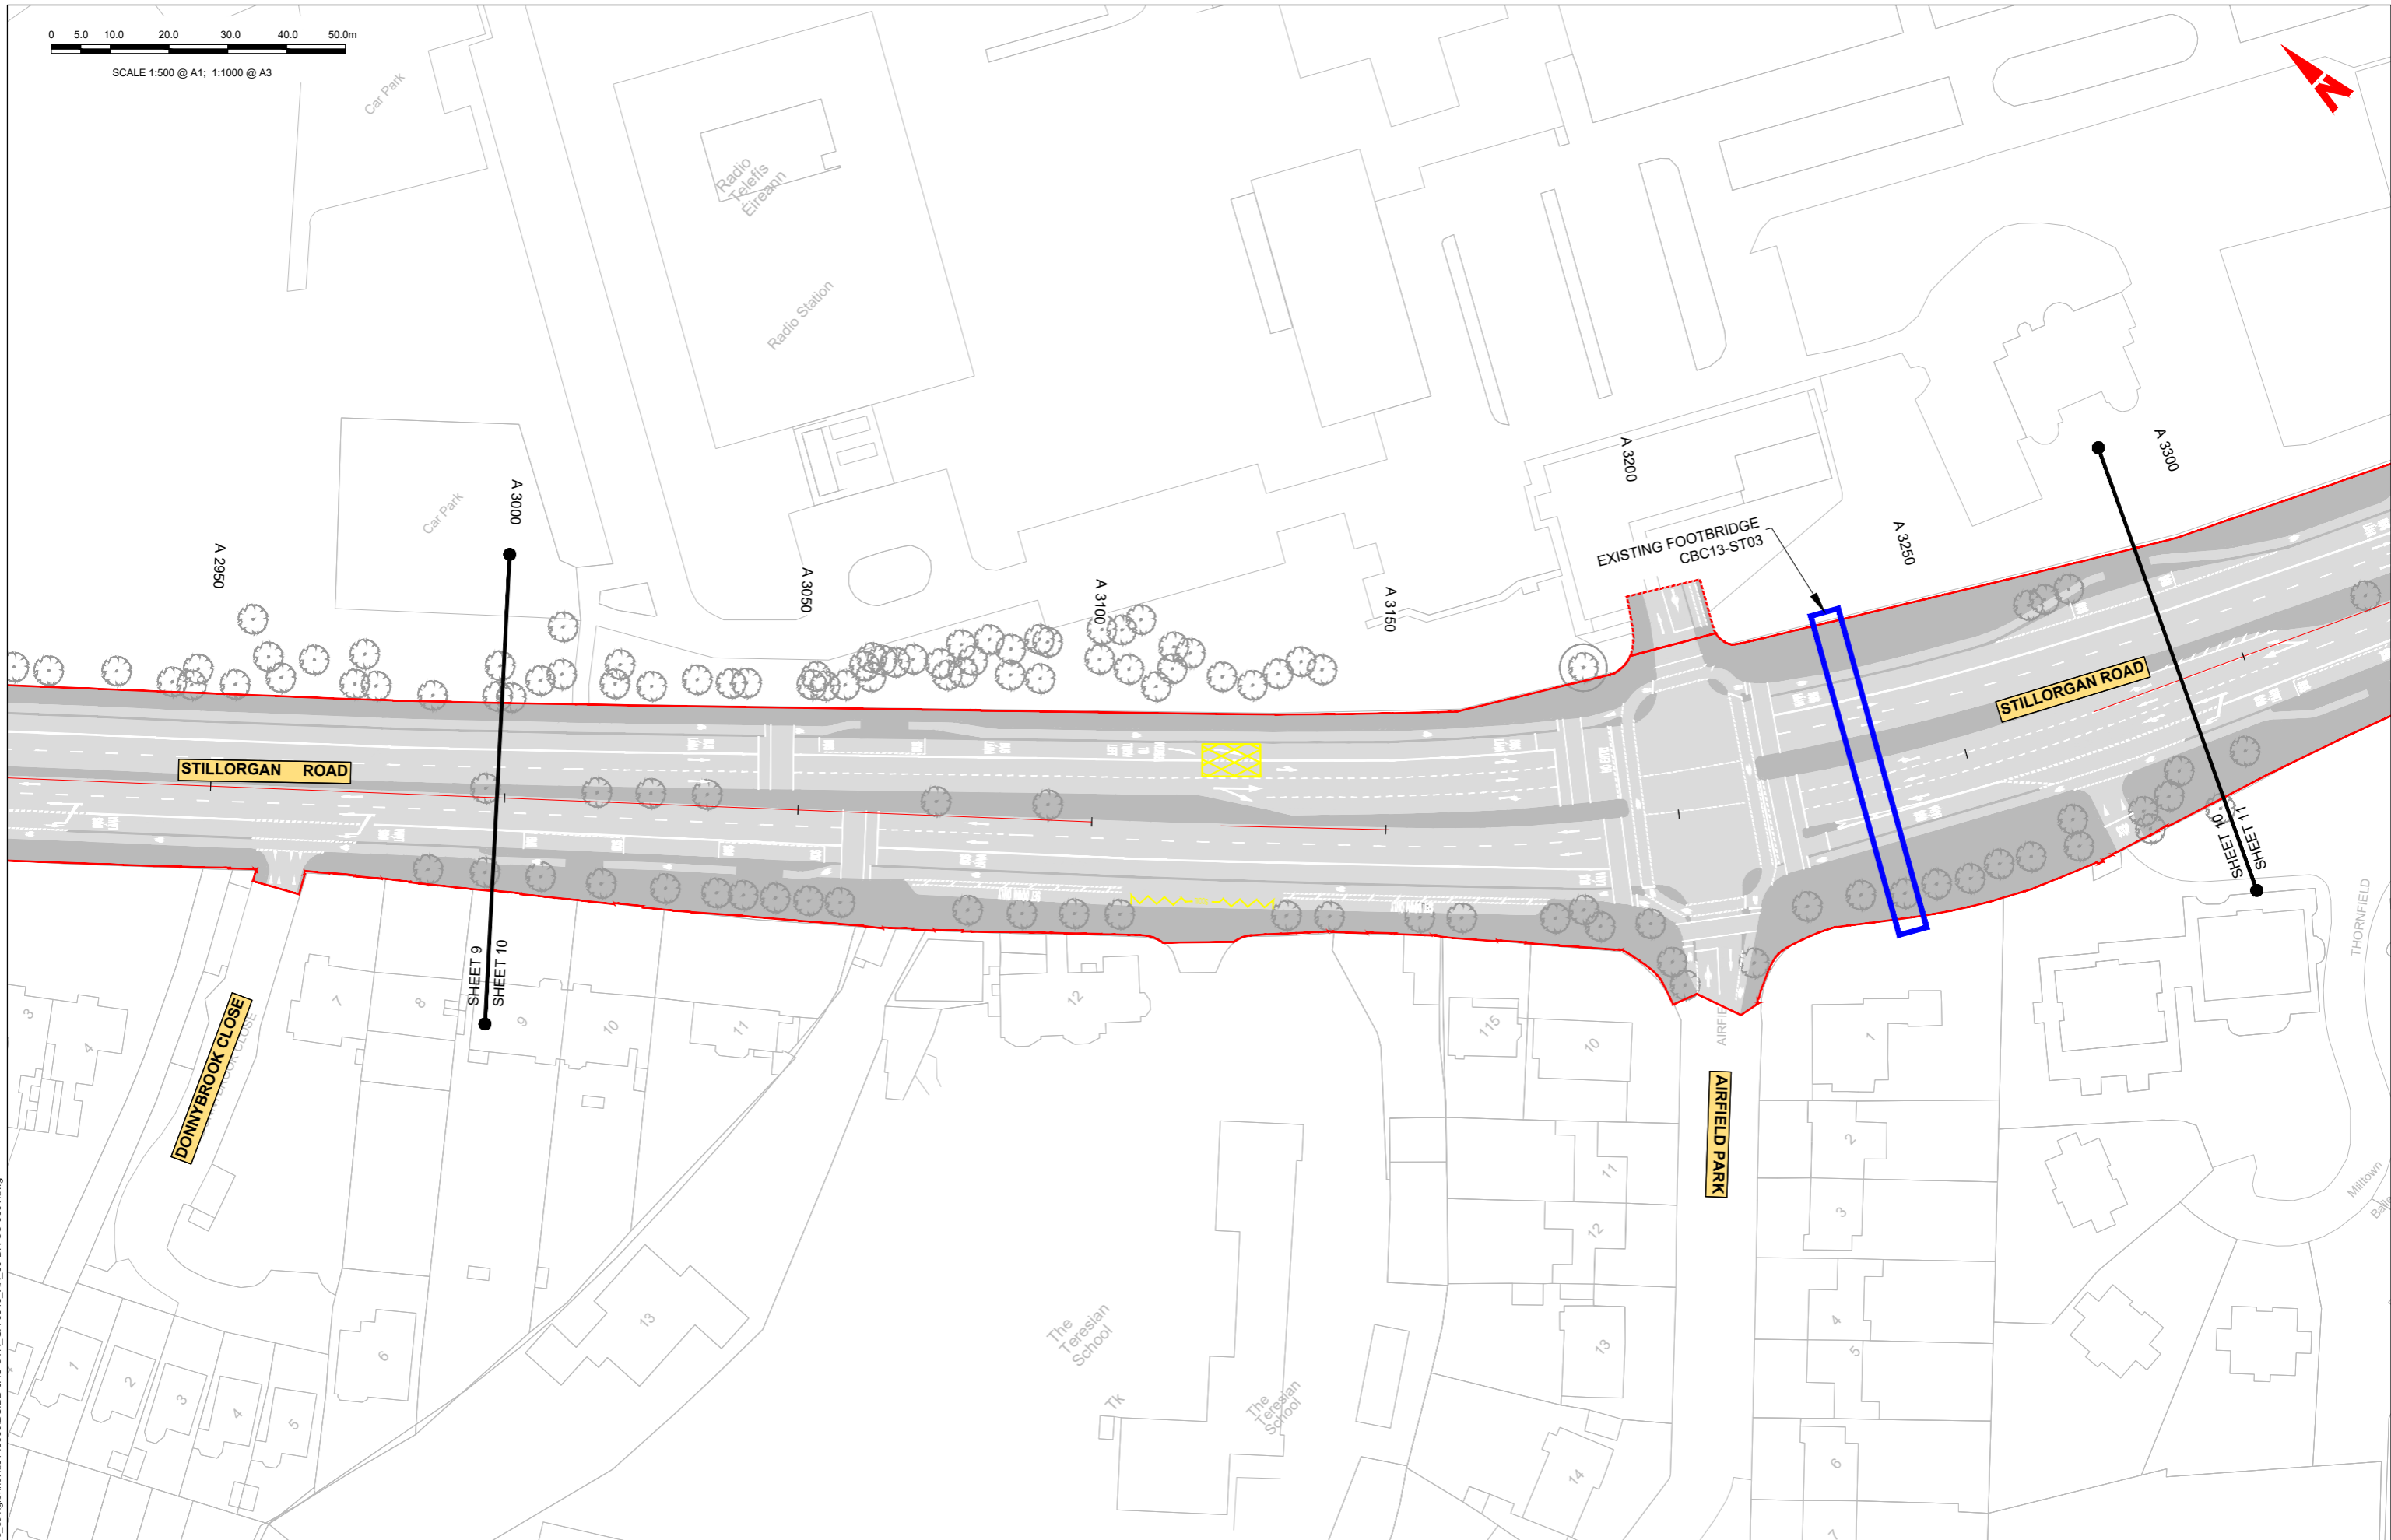 0 5.0 10.0 20.0 30.0 40.0 50.0m
SCALE 1:500 @ A1; 1:1000 @ A3
Car Park
Radio
Telefís
Éireann
Radio Station
Car Park
A 2950
A 3000
A 3050
A 3100
A 3150
A 3200
A 3250
A 3300
EXISTING FOOTBRIDGE
CBC13-ST03
STILLORGAN ROAD
STILLORGAN ROAD
SHEET 9
SHEET 10
SHEET 10
SHEET 11
DONNYBROOK CLOSE
AIRFIELD PARK
THORNFIELD
Milltown
3
4
7
8
9
10
11
12
115
10
1
11
2
12
3
13
4
5
14
6
7
13
6
1
2
3
4
5
The
Teresian
School
Tk
The
Teresian
School